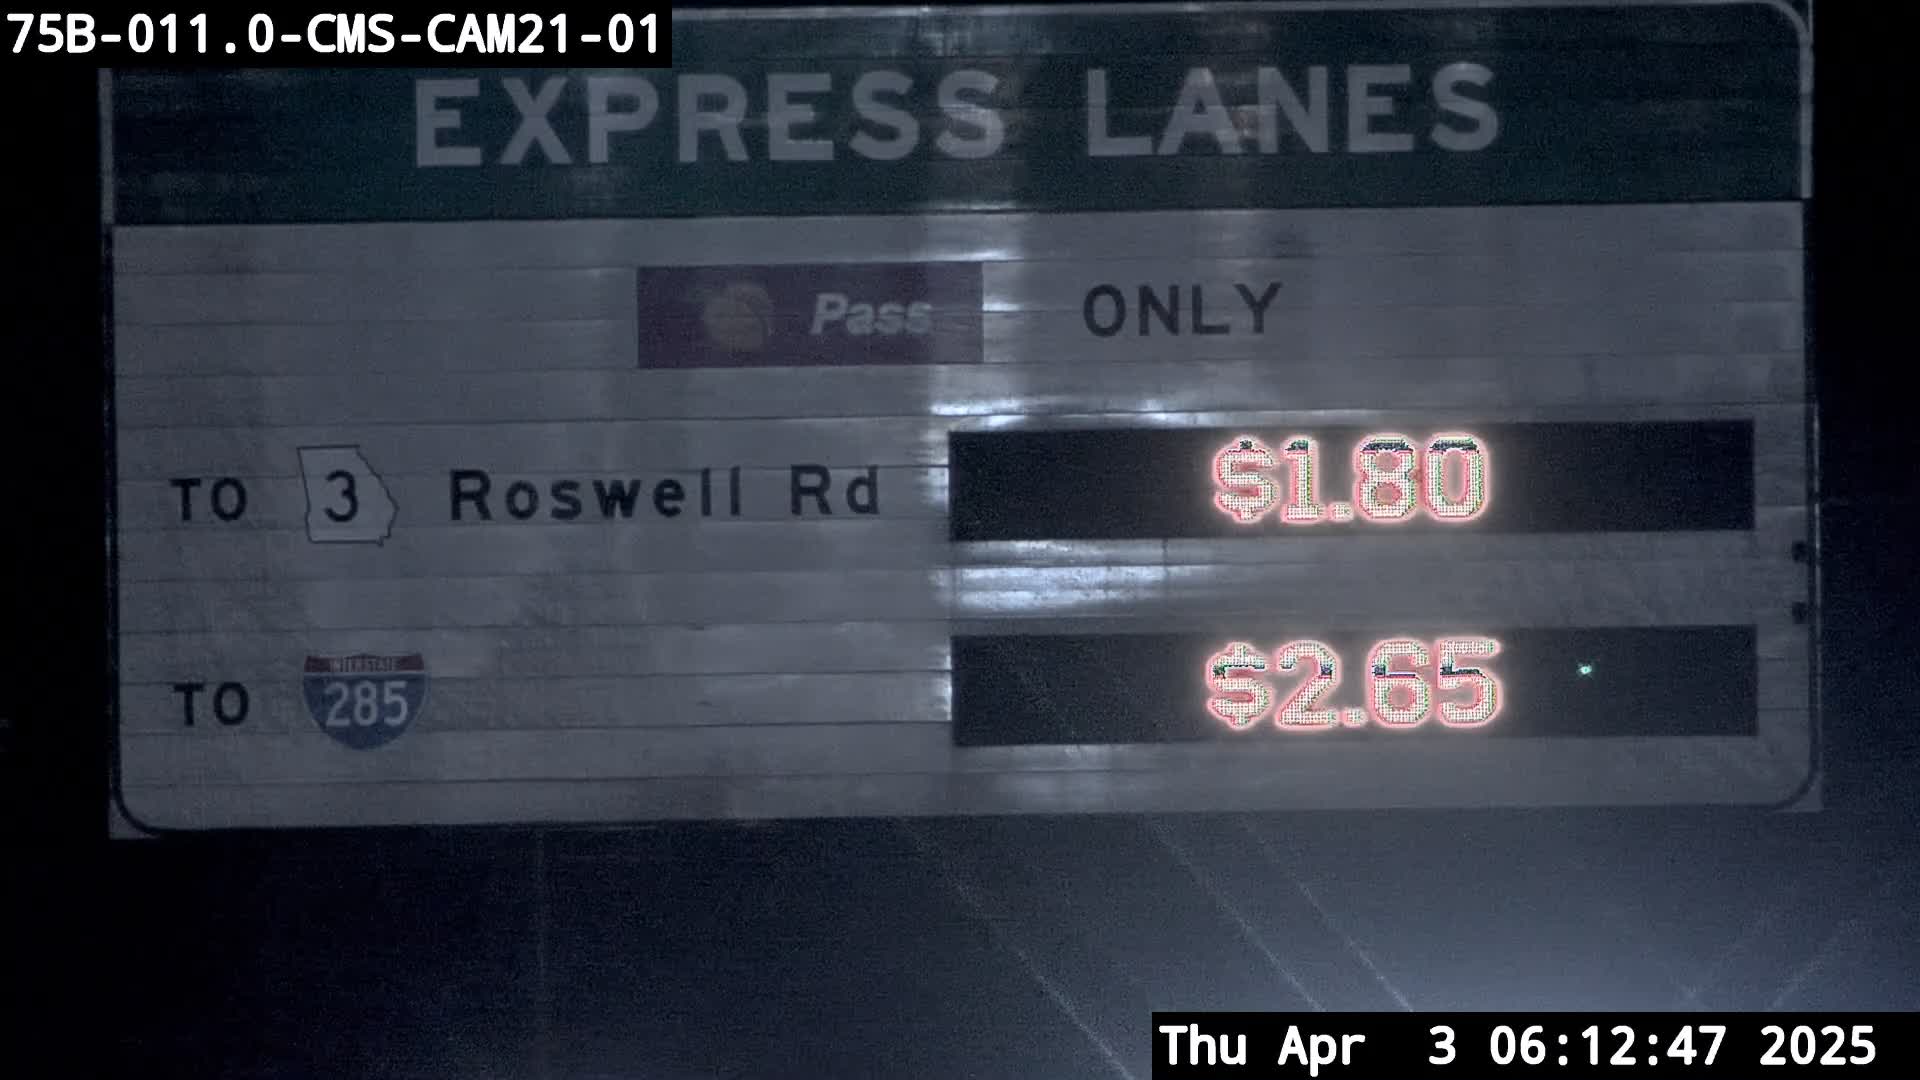 75B-011.0-CMS-CAM21-01
EXPRESS LANES
Pass ONLY
TO 3 Roswell Rd $1.80
INTERSTATE
TO 285 $2.65
Thu Apr 3 06:12:47 2025